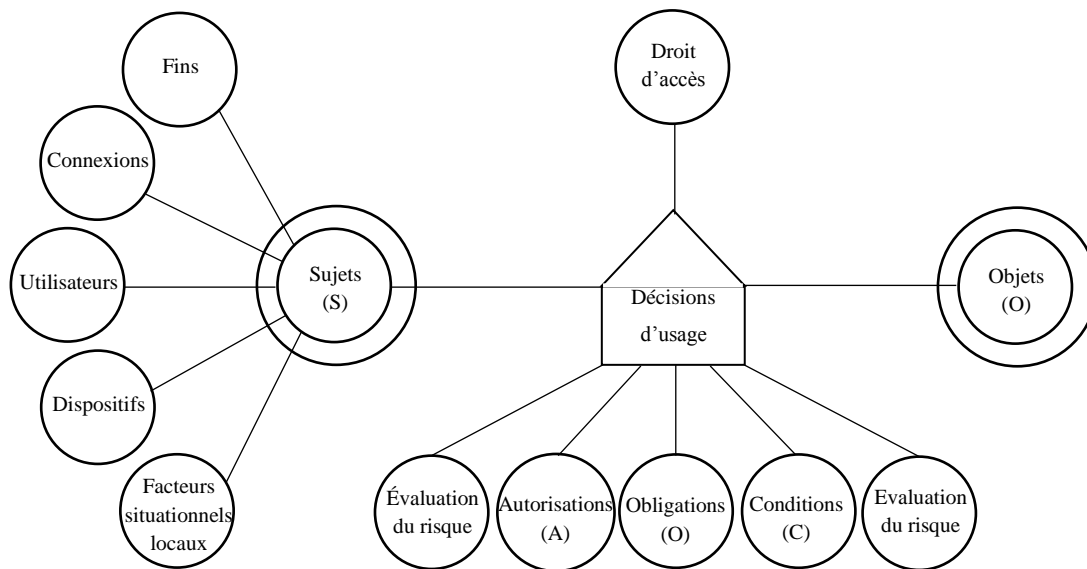 Fins
Connexions
Utilisateurs
Dispositifs
Facteurs
situationnels
locaux
Sujets
(S)
Droit
d’accès
Décisions
d’usage
Objets
(O)
Évaluation
du risque
Autorisations
(A)
Obligations
(O)
Conditions
(C)
Evaluation
du risque